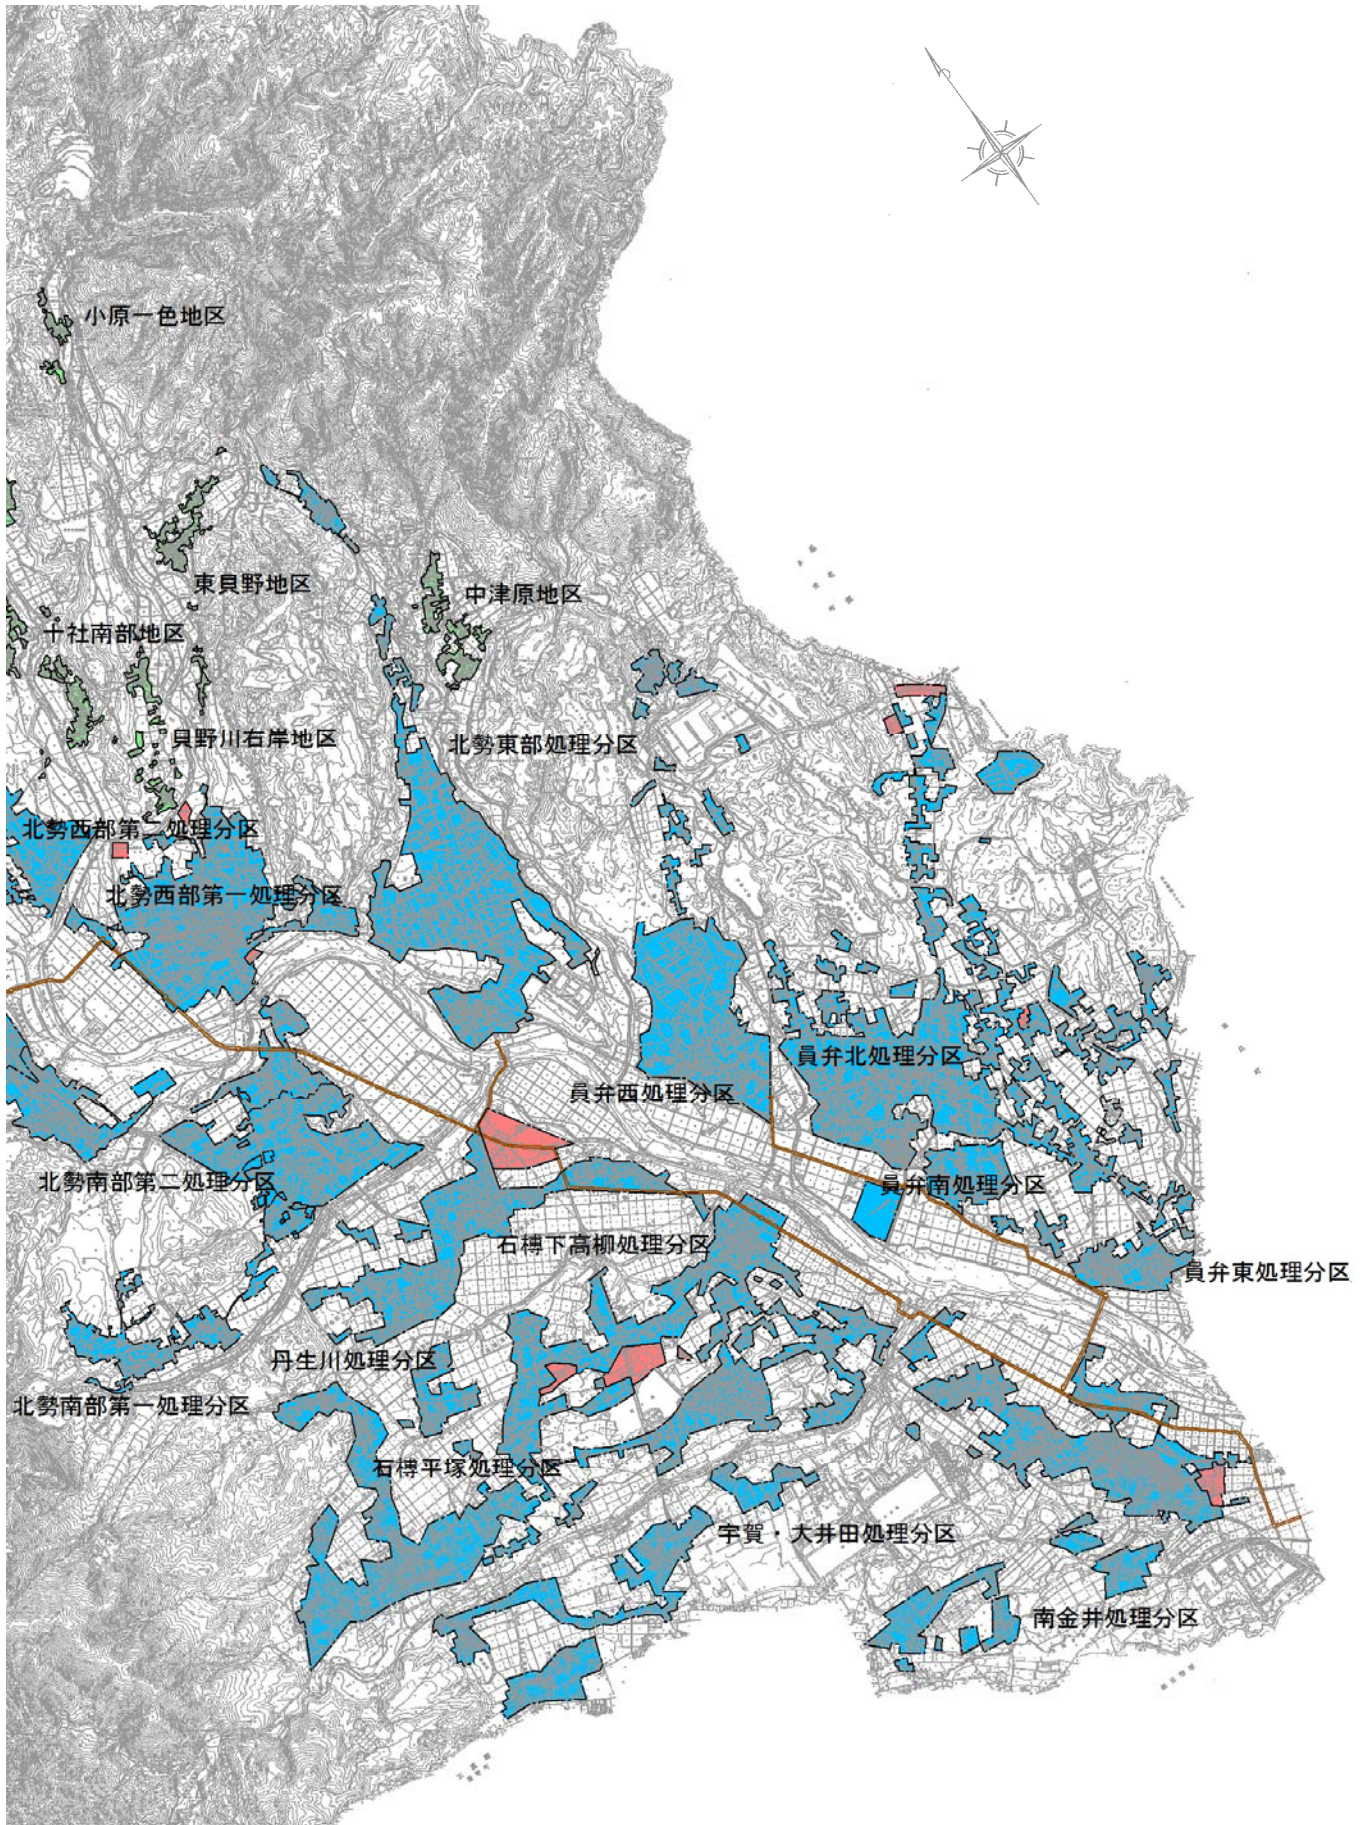 小原一色地区
東貝野地区
中津原地区
十社南部地区
貝野川右岸地区
北勢東部処理分区
北勢西部第二処理分区
北勢西部第一処理分区
員弁北処理分区
員弁西処理分区
北勢南部第二処理分区
員弁南処理分区
石榑下高柳処理分区
員弁東処理分区
丹生川処理分区
北勢南部第一処理分区
石榑平塚処理分区
宇賀・大井田処理分区
南金井処理分区